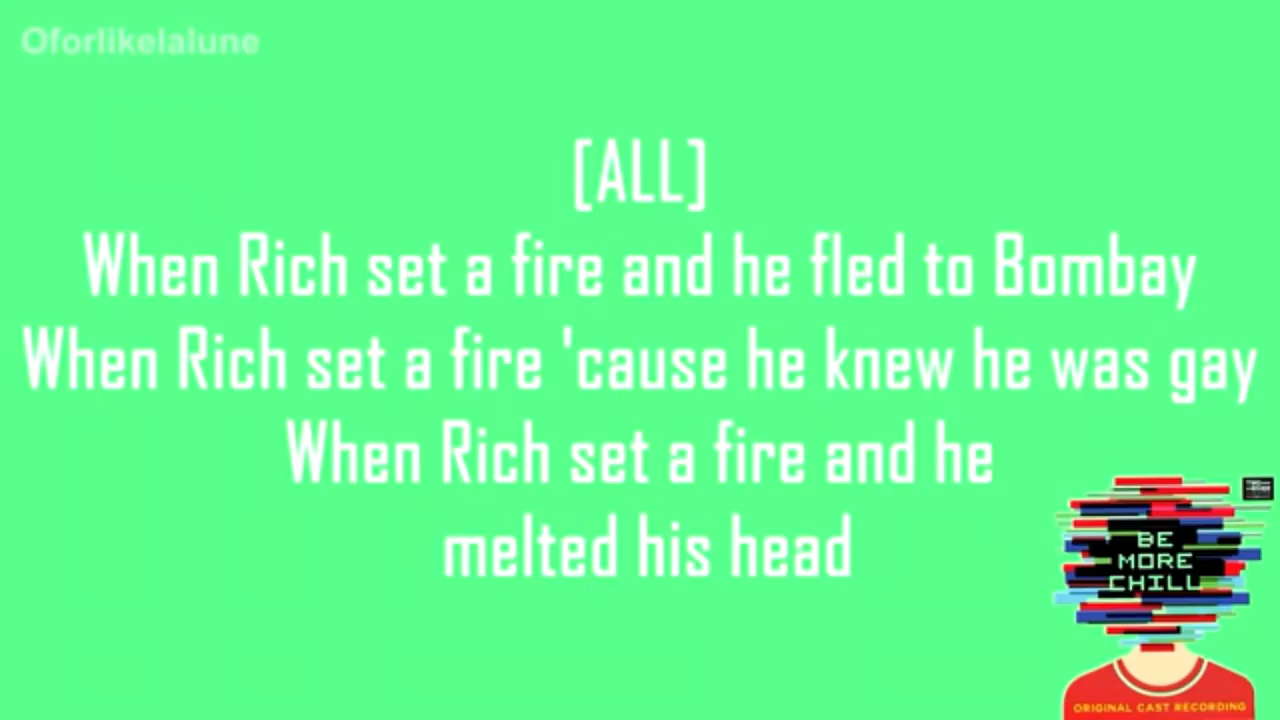 Oforlikelalune
[ALL]
When Rich set a fire and he fled to Bombay
When Rich set a fire 'cause he knew he was gay
When Rich set a fire and he
melted his head
BE
MORE
CHILL
ORIGINAL CAST RECORDING